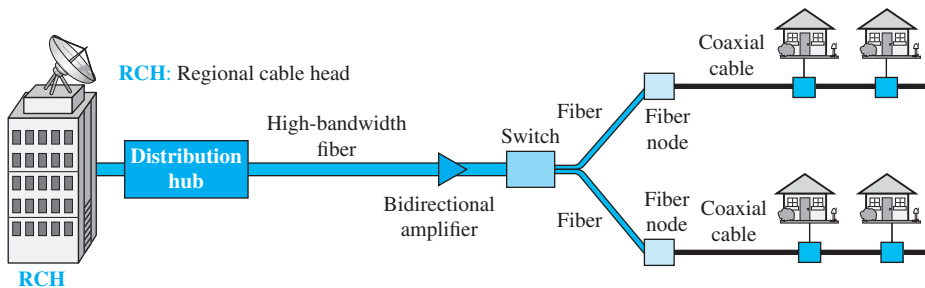 RCH: Regional cable head
RCH
Distribution
hub
High-bandwidth
fiber
Bidirectional
amplifier
Switch
Fiber
Fiber
node
Coaxial
cable
Fiber
Fiber
node
Coaxial
cable